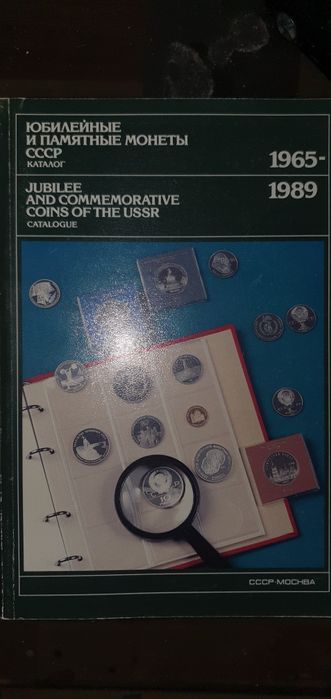 ЮБИЛЕЙНЫЕ
И ПАМЯТНЫЕ МОНЕТЫ
СССР
КАТАЛОГ
1965-
JUBILEE
AND COMMEMORATIVE
COINS OF THE USSR
CATALOGUE
1989
СССР·МОСКВА